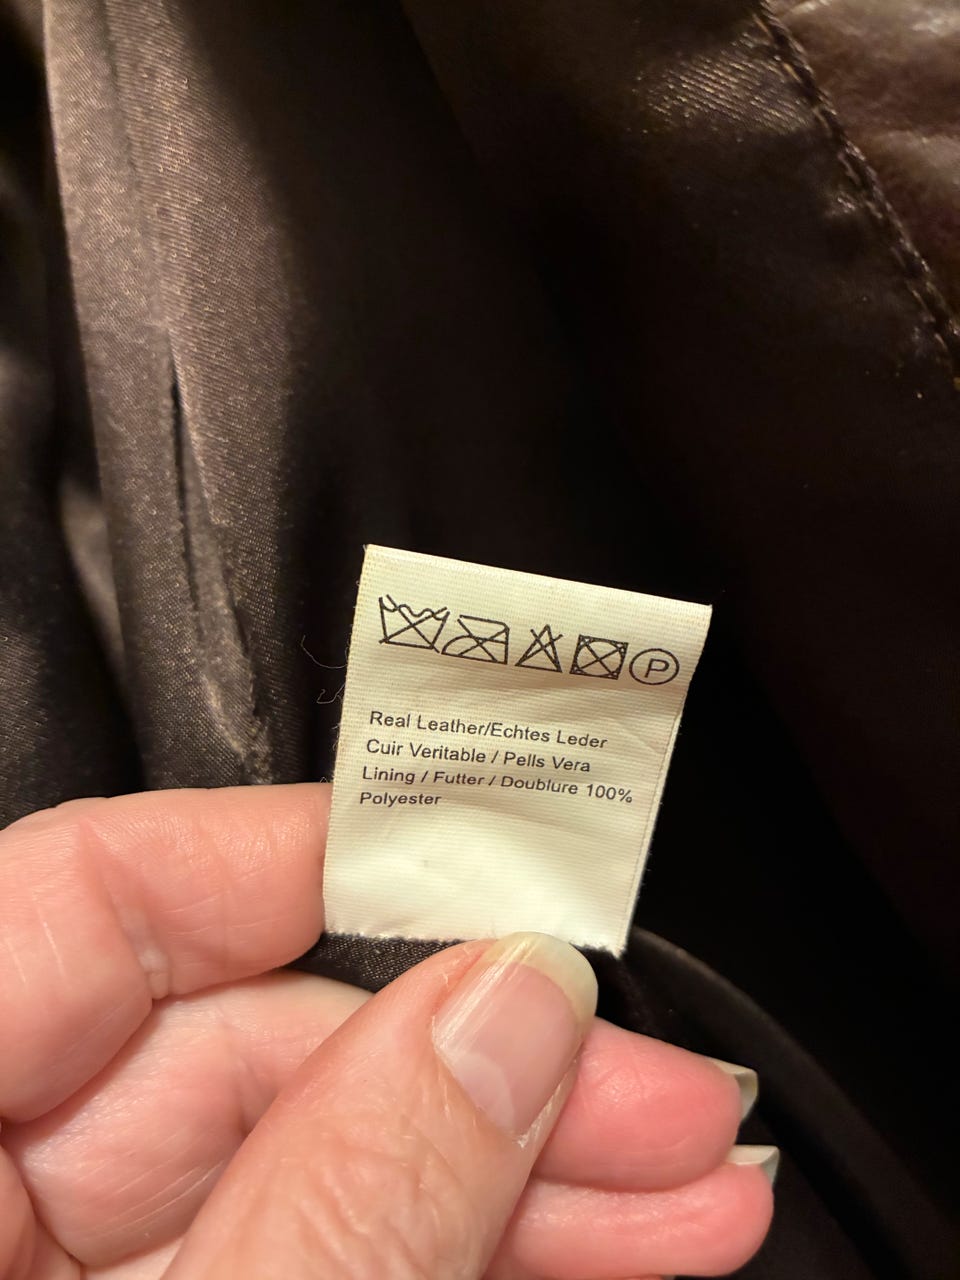 P
Real Leather/Echtes Leder
Cuir Veritable / Pells Vera
Lining / Futter / Doublure 100%
Polyester